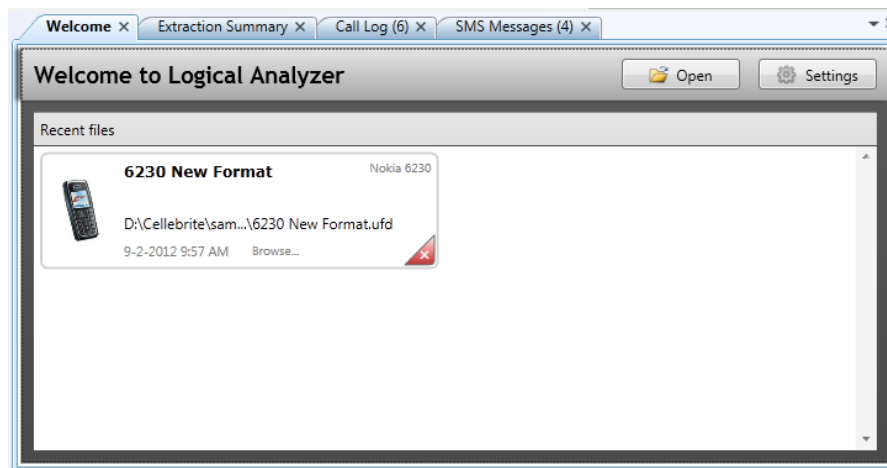 Welcome × Extraction Summary × Call Log (6) × SMS Messages (4) ×
Welcome to Logical Analyzer
Open Settings
Recent files
6230 New Format Nokia 6230
D:\Cellebrite\sam...\6230 New Format.ufd
9-2-2012 9:57 AM Browse...